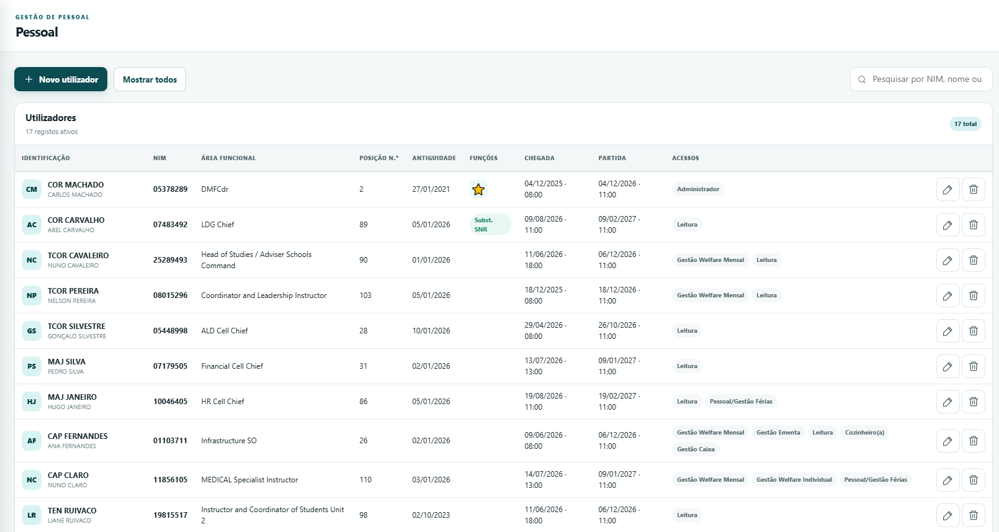 GESTÃO DE PESSOAL
Pessoal
+ Novo utilizador
Mostrar todos
Pesquisar por NIM, nome ou
Utilizadores
17 registos ativos
17 total
IDENTIFICAÇÃO NIM ÁREA FUNCIONAL POSIÇÃO N.º ANTIGUIDADE FUNÇÕES CHEGADA PARTIDA ACESSOS
CM COR MACHADO 05378289 DMFCdr 2 27/01/2021 04/12/2025 · 04/12/2026 · Administrador
CARLOS MACHADO 08:00 11:00
AC COR CARVALHO 07483492 LDG Chief 89 05/01/2026 Subst. 09/08/2026 · 09/02/2027 · Leitura
ABEL CARVALHO SNR 11:00 11:00
NC TCOR CAVALEIRO 25289493 Head of Studies / Adviser Schools 90 01/01/2026 11/06/2026 · 06/12/2026 · Gestão Welfare Mensal Leitura
NUNO CAVALEIRO Command 18:00 11:00
NP TCOR PEREIRA 08015296 Coordinator and Leadership Instructor 103 05/01/2026 18/12/2025 · 18/12/2026 · Gestão Welfare Mensal Leitura
NELSON PEREIRA 08:00 11:00
GS TCOR SILVESTRE 05448998 ALD Cell Chief 28 10/01/2026 29/04/2026 · 26/10/2026 · Leitura
GONÇALO SILVESTRE 08:00 11:00
PS MAJ SILVA 07179505 Financial Cell Chief 31 02/01/2026 13/07/2026 · 09/01/2027 · Leitura
PEDRO SILVA 13:00 11:00
HJ MAJ JANEIRO 10046405 HR Cell Chief 86 05/01/2026 19/08/2026 · 19/02/2027 · Leitura Pessoal/Gestão Férias
HUGO JANEIRO 11:00 11:00
AF CAP FERNANDES 01103711 Infrastructure SO 26 02/01/2026 09/06/2026 · 06/12/2026 · Gestão Welfare Mensal Gestão Ementa Leitura Cozinheiro(a)
ANA FERNANDES 08:00 11:00 Gestão Caixa
NC CAP CLARO 11856105 MEDICAL Specialist Instructor 110 03/01/2026 14/07/2026 · 09/01/2027 · Gestão Welfare Mensal Gestão Welfare Individual Pessoal/Gestão Férias
NUNO CLARO 13:00 11:00
LR TEN RUIVACO 19815517 Instructor and Coordinator of Students Unit 98 02/10/2023 11/06/2026 · 06/12/2026 · Leitura
LIANE RUIVACO 2 18:00 11:00